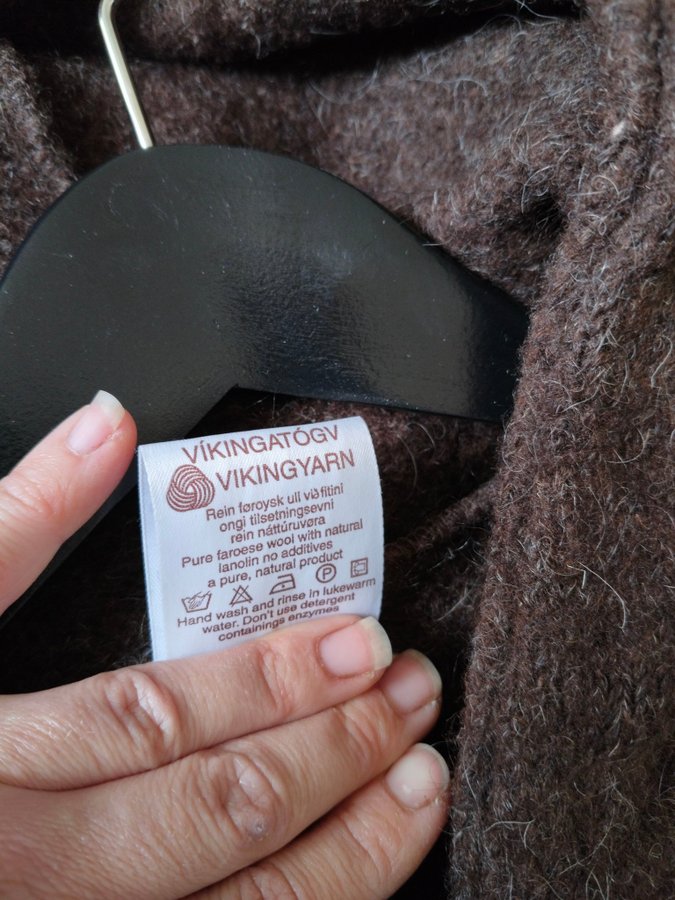 VÍKINGATÓGV
VIKINGYARN
Rein føroysk ull við fitini
ongi tilsetningsevni
rein náttúruvøra
Pure faroese wool with natural
lanolin no additives
a pure, natural product
P
Hand wash and rinse in lukewarm
water. Don't use detergent
containings enzymes